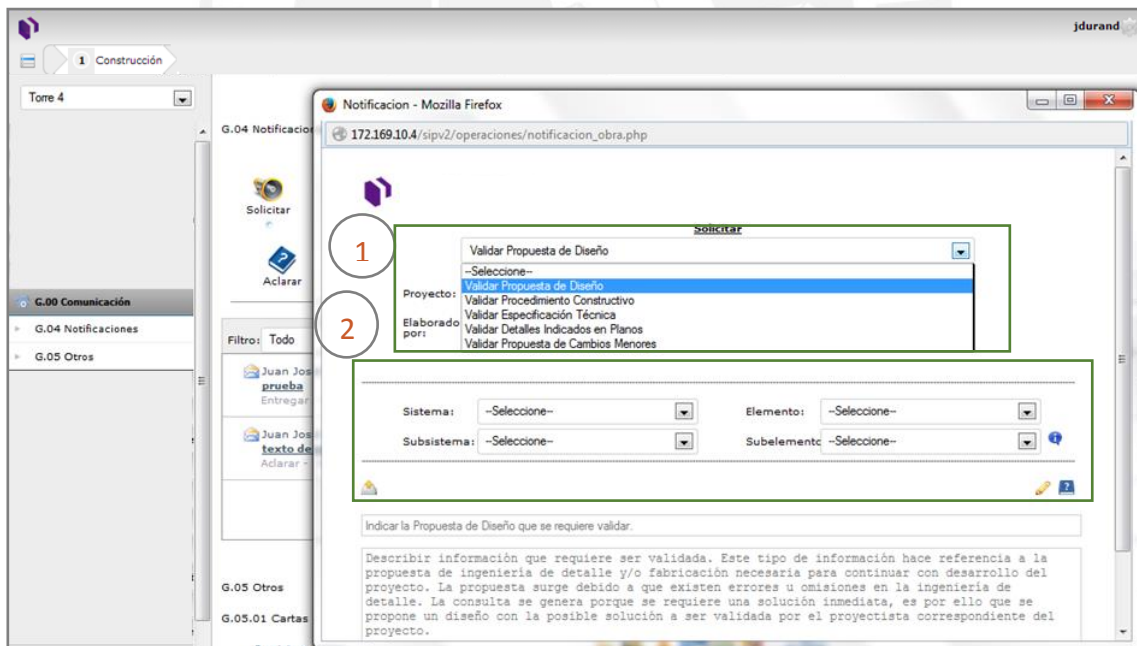 jdurand
1 Construcción
Torre 4
G.00 Comunicación
G.04 Notificaciones
G.05 Otros
G.04 Notificacion
Solicitar
Aclarar
Filtro: Todo
Juan Jos
prueba
Entregar
Juan Jos
texto de
Aclarar -
G.05 Otros
G.05.01 Cartas
Notificacion - Mozilla Firefox
172.169.10.4/sipv2/operaciones/notificacion_obra.php
Solicitar
1
Validar Propuesta de Diseño
--Seleccione--
Validar Propuesta de Diseño
Proyecto:
Validar Procedimiento Constructivo
Validar Especificación Técnica
2
Elaborado por:
Validar Detalles Indicados en Planos
Validar Propuesta de Cambios Menores
Sistema: --Seleccione-- Elemento: --Seleccione--
Subsistema: --Seleccione-- Subelemento --Seleccione--
Indicar la Propuesta de Diseño que se requiere validar.
Describir información que requiere ser validada. Este tipo de información hace referencia a la
propuesta de ingeniería de detalle y/o fabricación necesaria para continuar con desarrollo del
proyecto. La propuesta surge debido a que existen errores u omisiones en la ingeniería de
detalle. La consulta se genera porque se requiere una solución inmediata, es por ello que se
propone un diseño con la posible solución a ser validada por el proyectista correspondiente del
proyecto.